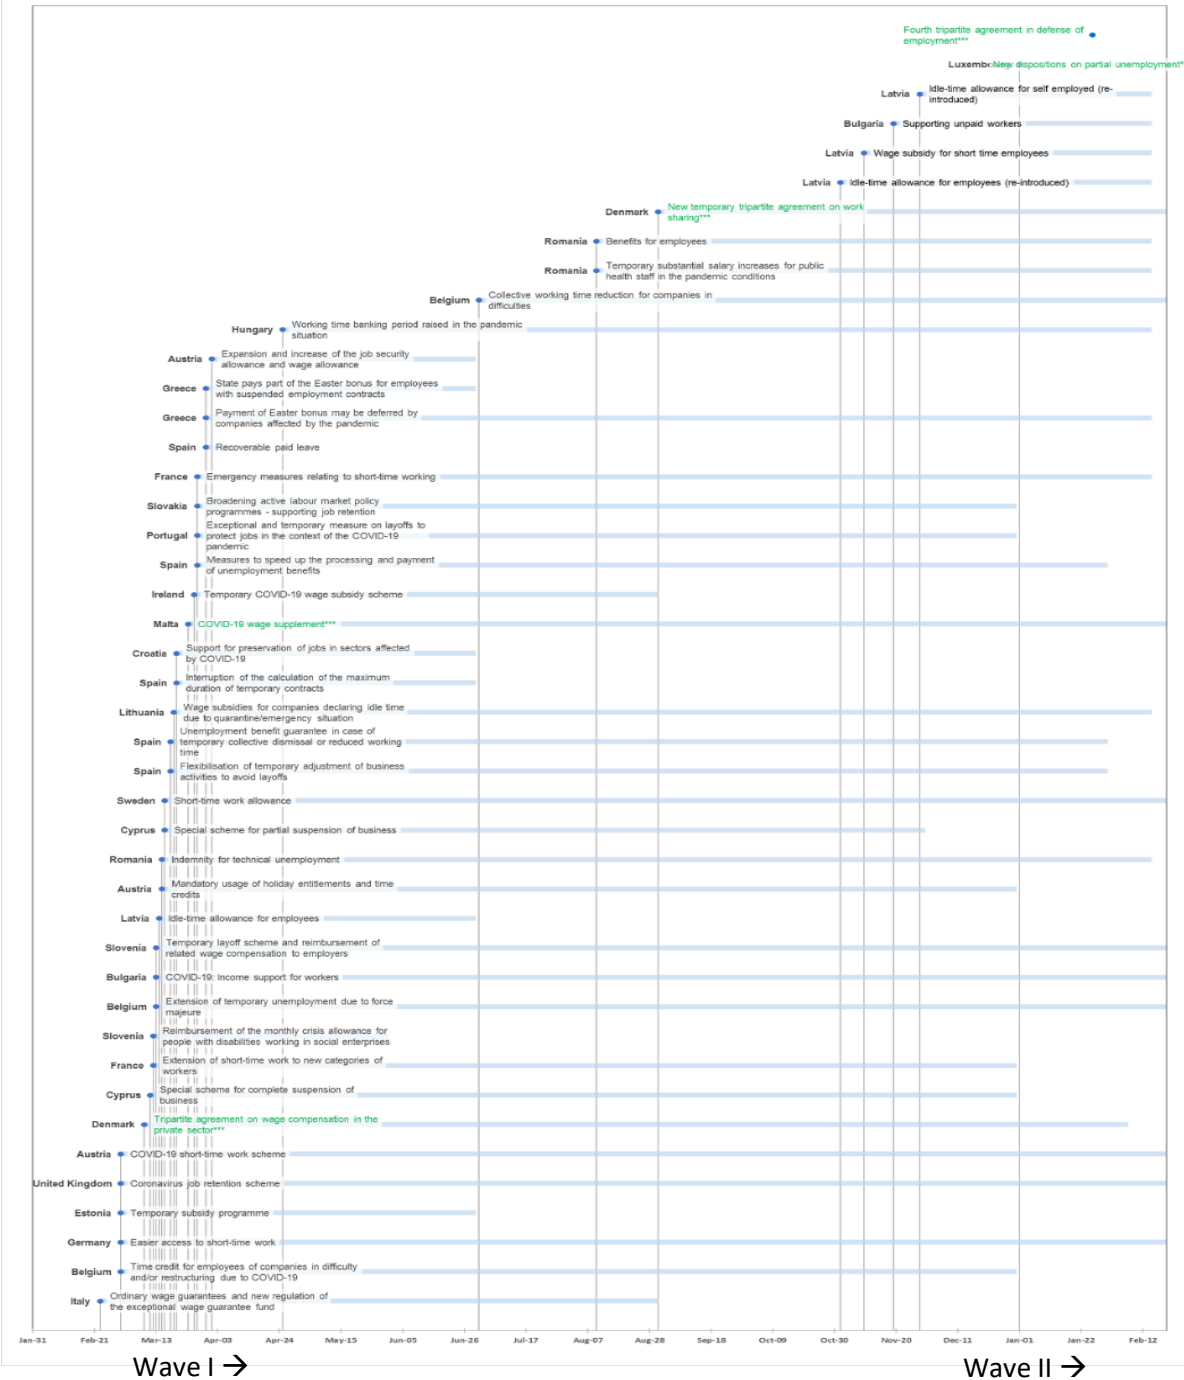 Fourth tripartite agreement in defense of
employment***
New dispositions on partial unemployment*
Latvia Idle-time allowance for self employed (re-
introduced)
Bulgaria Supporting unpaid workers
Latvia Wage subsidy for short time employees
Latvia Idle-time allowance for employees (re-introduced)
Denmark New temporary tripartite agreement on work
sharing***
Romania Benefits for employees
Romania Temporary substantial salary increases for public
health staff in the pandemic conditions
Belgium Collective working time reduction for companies in
difficulties
Hungary Working time banking period raised in the pandemic
situation
Austria Expansion and increase of the job security
allowance and wage allowance
Greece State pays part of the Easter bonus for employees
with suspended employment contracts
Greece Payment of Easter bonus may be deferred by
companies affected by the pandemic
Spain Recoverable paid leave
France Emergency measures relating to short-time working
Slovakia Broadening active labour market policy
programmes - supporting job retention
Portugal Exceptional and temporary measure on layoffs to
protect jobs in the context of the COVID-19
pandemic
Spain Measures to speed up the processing and payment
of unemployment benefits
Ireland Temporary COVID-19 wage subsidy scheme
Malta COVID-19 wage supplement***
Croatia Support for preservation of jobs in sectors affected
by COVID-19
Spain Interruption of the calculation of the maximum
duration of temporary contracts
Lithuania Wage subsidies for companies declaring idle time
due to quarantine/emergency situation
Spain Unemployment benefit guarantee in case of
temporary collective dismissal or reduced working
time
Spain Flexibilisation of temporary adjustment of business
activities to avoid layoffs
Sweden Short-time work allowance
Cyprus Special scheme for partial suspension of business
Romania Indemnity for technical unemployment
Austria Mandatory usage of holiday entitlements and time
credits
Latvia Idle-time allowance for employees
Slovenia Temporary layoff scheme and reimbursement of
related wage compensation to employers
Bulgaria COVID-19: Income support for workers
Belgium Extension of temporary unemployment due to force
majeure
Slovenia Reimbursement of the monthly crisis allowance for
people with disabilities working in social enterprises
France Extension of short-time work to new categories of
workers
Cyprus Special scheme for complete suspension of
business
Denmark Tripartite agreement on wage compensation in the
private sector***
Austria COVID-19 short-time work scheme
United Kingdom Coronavirus job retention scheme
Estonia Temporary subsidy programme
Germany Easier access to short-time work
Belgium Time credit for employees of companies in difficulty
and/or restructuring due to COVID-19
Italy Ordinary wage guarantees and new regulation of
the exceptional wage guarantee fund
Jan-31 Feb-21 Mar-13 Apr-03 Apr-24 May-15 Jun-05 Jun-26 Jul-17 Aug-07 Aug-28 Sep-18 Oct-09 Oct-30 Nov-20 Dec-11 Jan-01 Jan-22 Feb-12
Wave I → Wave II →